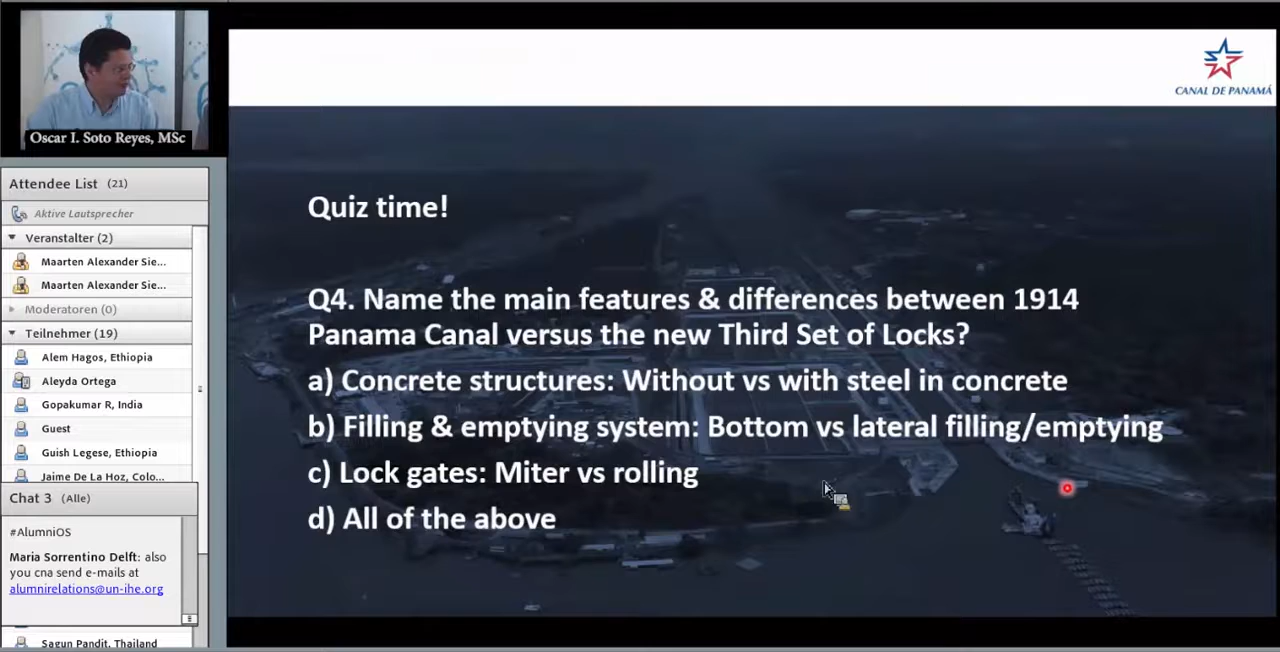 Oscar I. Soto Reyes, MSc
Attendee List (21)
Aktive Lautsprecher
Veranstalter (2)
Maarten Alexander Sie...
Maarten Alexander Sie...
Moderatoren (0)
Teilnehmer (19)
Alem Hagos, Ethiopia
Aleyda Ortega
Gopakumar R, India
Guest
Guish Legese, Ethiopia
Jaime De La Hoz, Colo...
Chat 3 (Alle)
#AlumniOS
Maria Sorrentino Delft: also
you cna send e-mails at
alumnirelations@un-ihe.org
Sagun Pandit, Thailand
CANAL DE PANAMÁ
Quiz time!
Q4. Name the main features & differences between 1914
Panama Canal versus the new Third Set of Locks?
a) Concrete structures: Without vs with steel in concrete
b) Filling & emptying system: Bottom vs lateral filling/emptying
c) Lock gates: Miter vs rolling
d) All of the above